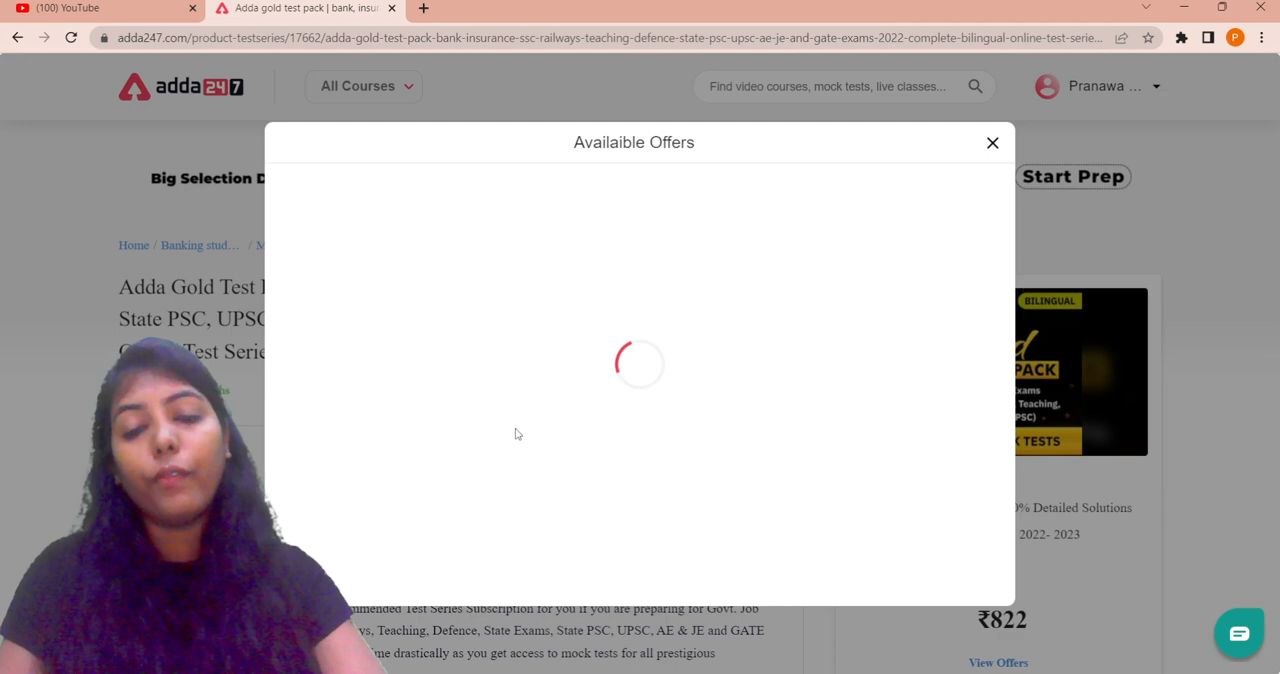 (100) YouTube
Adda gold test pack | bank, insur
adda247.com/product-testseries/17662/adda-gold-test-pack-bank-insurance-ssc-railways-teaching-defence-state-psc-upsc-ae-je-and-gate-exams-2022-complete-bilingual-online-test-serie...
P
adda247
All Courses
Find video courses, mock tests, live classes...
Pranawa ...
Availaible Offers
Big Selection D
Start Prep
Home / Banking stud... / M
Adda Gold Test
State PSC, UPSC
Test Serie
BILINGUAL
PACK
Teaching,
PSC)
K TESTS
0% Detailed Solutions
2022- 2023
mmended Test Series Subscription for you if you are preparing for Govt. Job
ys, Teaching, Defence, State Exams, State PSC, UPSC, AE & JE and GATE
ime drastically as you get access to mock tests for all prestigious
₹822
View Offers